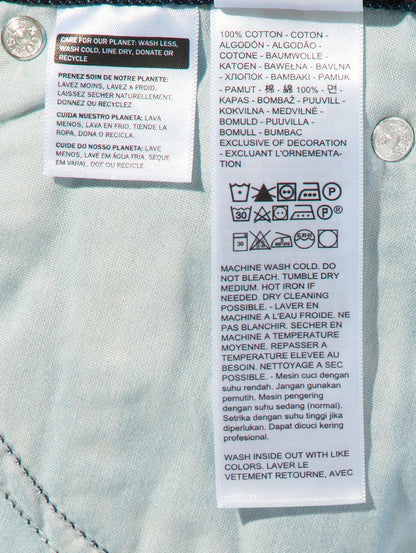 CARE FOR OUR PLANET: WASH LESS,
WASH COLD, LINE DRY, DONATE OR
RECYCLE
PRENEZ SOIN DE NOTRE PLANETE:
LAVEZ MOINS, LAVEZ A FROID,
LAISSEZ SECHER NATURELLEMENT,
DONNEZ OU RECYCLEZ
CUIDA NUESTRO PLANETA: LAVA
MENOS, LAVA EN FRIO, TIENDE LA
ROPA, DONA O RECICLA.
CUIDE DO NOSSO PLANETA: LAVE
MENOS, LAVE EM ÁGUA FRIA, SEQUE
EM VARAL, DOE OU RECICLE
100% COTTON - COTON -
ALGODÓN - ALGODÃO -
COTONE - BAUMWOLLE -
KATOEN - BAWEŁNA - BAVLNA
- ХЛОПОК - BAMBAKI - PAMUK
- PAMUT - 棉 - 綿 100% - 면 -
KAPAS - BOMBAŽ - PUUVILL -
KOKVILNA - MEDVILNĖ -
BOMULD - PUUVILLA -
BOMULL - BUMBAC
EXCLUSIVE OF DECORATION
- EXCLUANT L'ORNEMENTA-
TION
P
30 P ®
30
MACHINE WASH COLD. DO
NOT BLEACH. TUMBLE DRY
MEDIUM. HOT IRON IF
NEEDED. DRY CLEANING
POSSIBLE. - LAVER EN
MACHINE A L'EAU FROIDE. NE
PAS BLANCHIR. SECHER EN
MACHINE A TEMPERATURE
MOYENNE. REPASSER A
TEMPERATURE ELEVEE AU
BESOIN. NETTOYAGE A SEC
POSSIBLE. - Mesin cuci dengan
suhu rendah. Jangan gunakan
pemutih. Mesin pengering
dengan suhu sedang (normal).
Setrika dengan suhu tinggi jika
diperlukan. Dapat dicuci kering
profesional.
WASH INSIDE OUT WITH LIKE
COLORS. LAVER LE
VETEMENT RETOURNE, AVEC